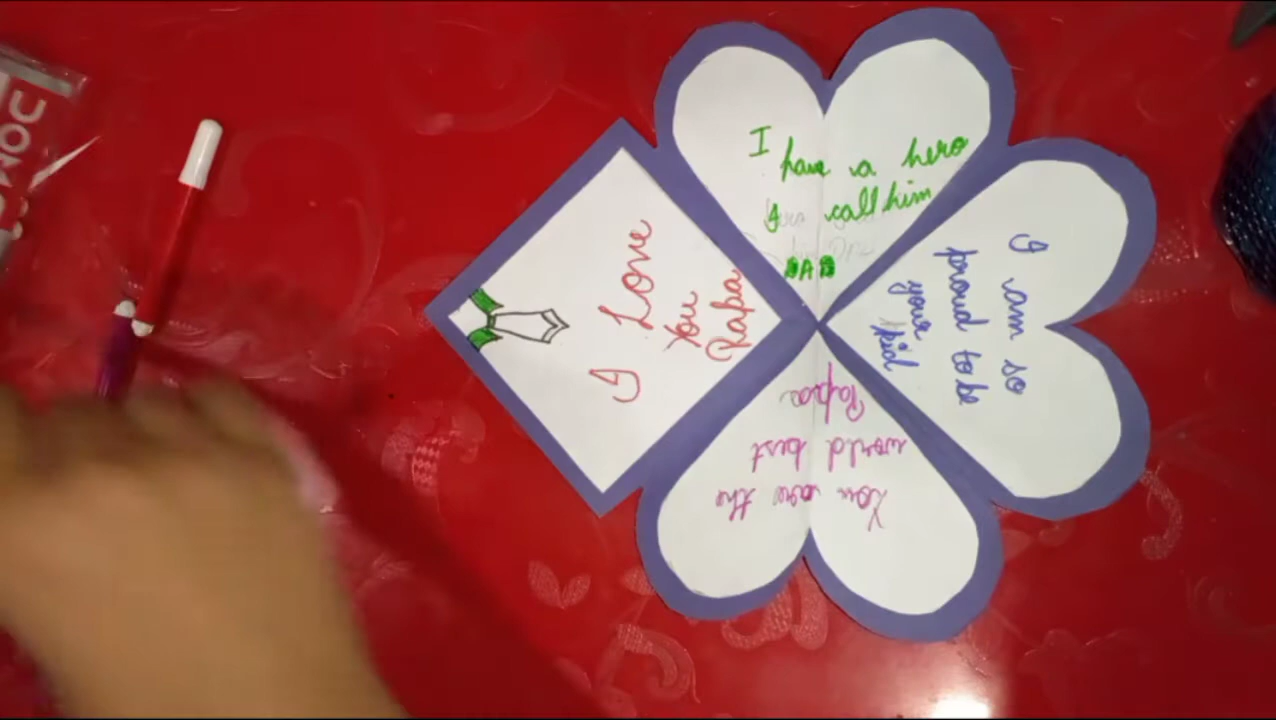 I have a hero
I call him
DAD
I am so
proud to be
your
kid
You are the
world best
Papa
I Love
You
Papa
DOMS